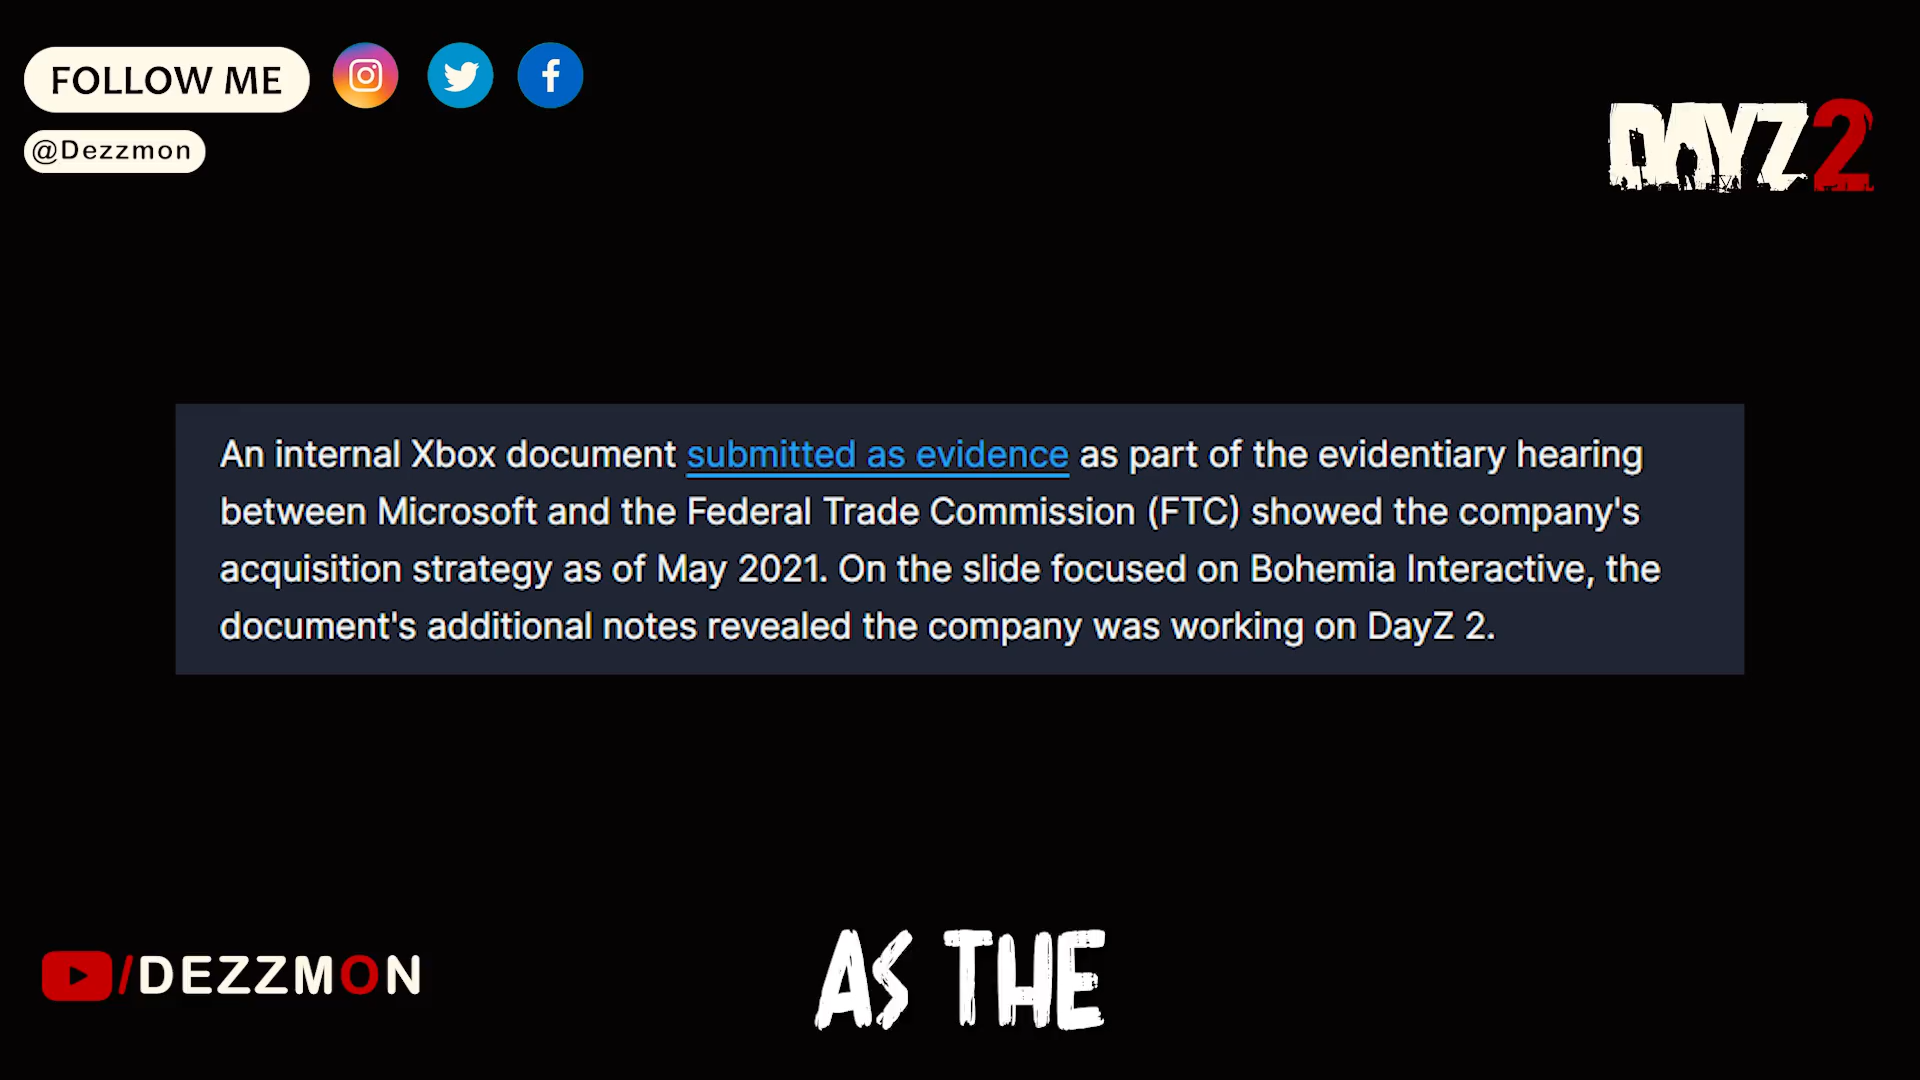 FOLLOW ME
@Dezzmon
DAYZ2
An internal Xbox document submitted as evidence as part of the evidentiary hearing
between Microsoft and the Federal Trade Commission (FTC) showed the company's
acquisition strategy as of May 2021. On the slide focused on Bohemia Interactive, the
document's additional notes revealed the company was working on DayZ 2.
/DEZZMON
AS THE